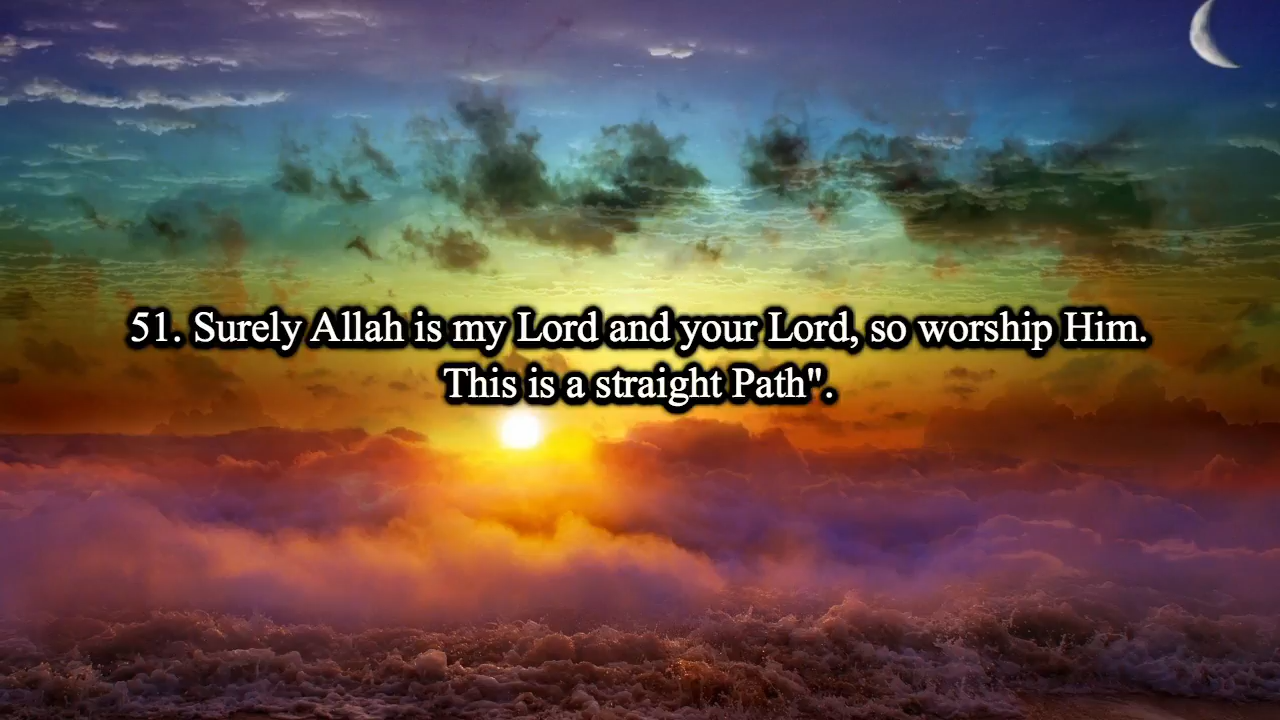 51. Surely Allah is my Lord and your Lord, so worship Him.
This is a straight Path".